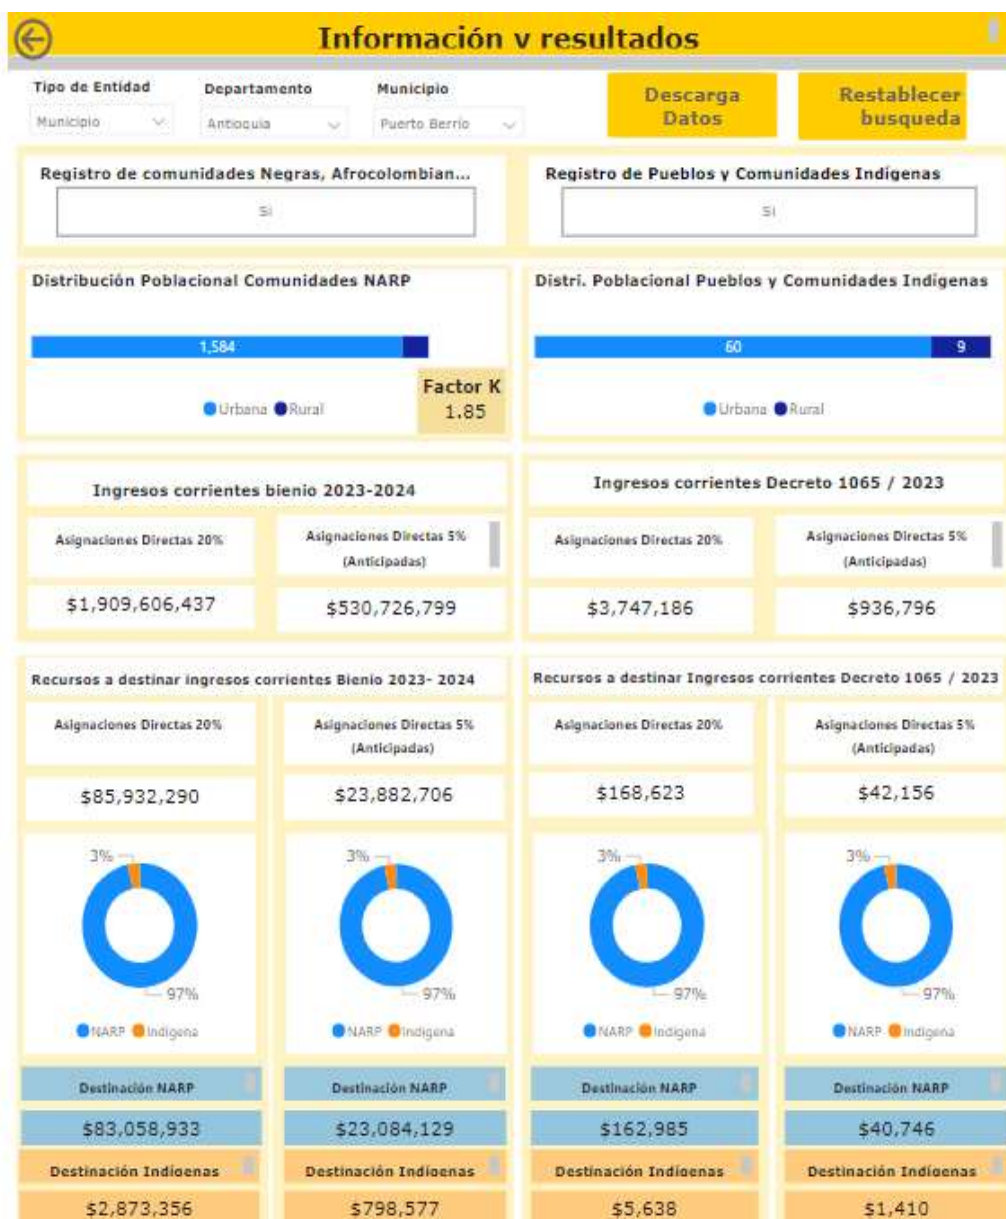 Información y resultados
Tipo de Entidad Departamento Municipio
Municipio Antioquia Puerto Berrío
Descarga Datos
Restablecer busqueda
Registro de comunidades Negras, Afrocolombian...
Si
Registro de Pueblos y Comunidades Indígenas
Si
Distribución Poblacional Comunidades NARP
1,584
Urbana Rural
Factor K
1.85
Distri. Poblacional Pueblos y Comunidades Indígenas
60 9
Urbana Rural
Ingresos corrientes bienio 2023-2024
Asignaciones Directas 20%
$1,909,606,437
Asignaciones Directas 5%
(Anticipadas)
$530,726,799
Ingresos corrientes Decreto 1065 / 2023
Asignaciones Directas 20%
$3,747,186
Asignaciones Directas 5%
(Anticipadas)
$936,796
Recursos a destinar ingresos corrientes Bienio 2023- 2024
Asignaciones Directas 20%
$85,932,290
Asignaciones Directas 5%
(Anticipadas)
$23,882,706
Recursos a destinar Ingresos corrientes Decreto 1065 / 2023
Asignaciones Directas 20%
$168,623
Asignaciones Directas 5%
(Anticipadas)
$42,156
3%
97%
NARP Indigena
3%
97%
NARP Indigena
3%
97%
NARP Indigena
3%
97%
NARP Indigena
Destinación NARP
$83,058,933
Destinación Indígenas
$2,873,356
Destinación NARP
$23,084,129
Destinación Indígenas
$798,577
Destinación NARP
$162,985
Destinación Indígenas
$5,638
Destinación NARP
$40,746
Destinación Indígenas
$1,410